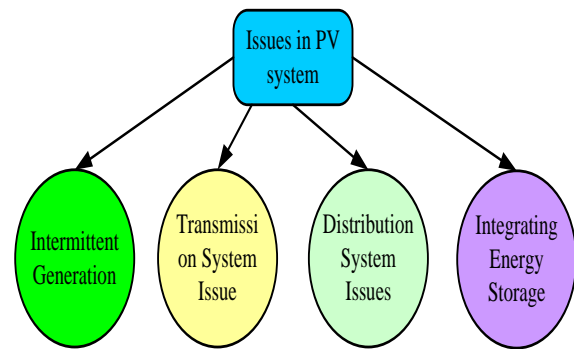 Issues in PV
system
Intermittent
Generation
Transmissi
on System
Issue
Distribution
System
Issues
Integrating
Energy
Storage